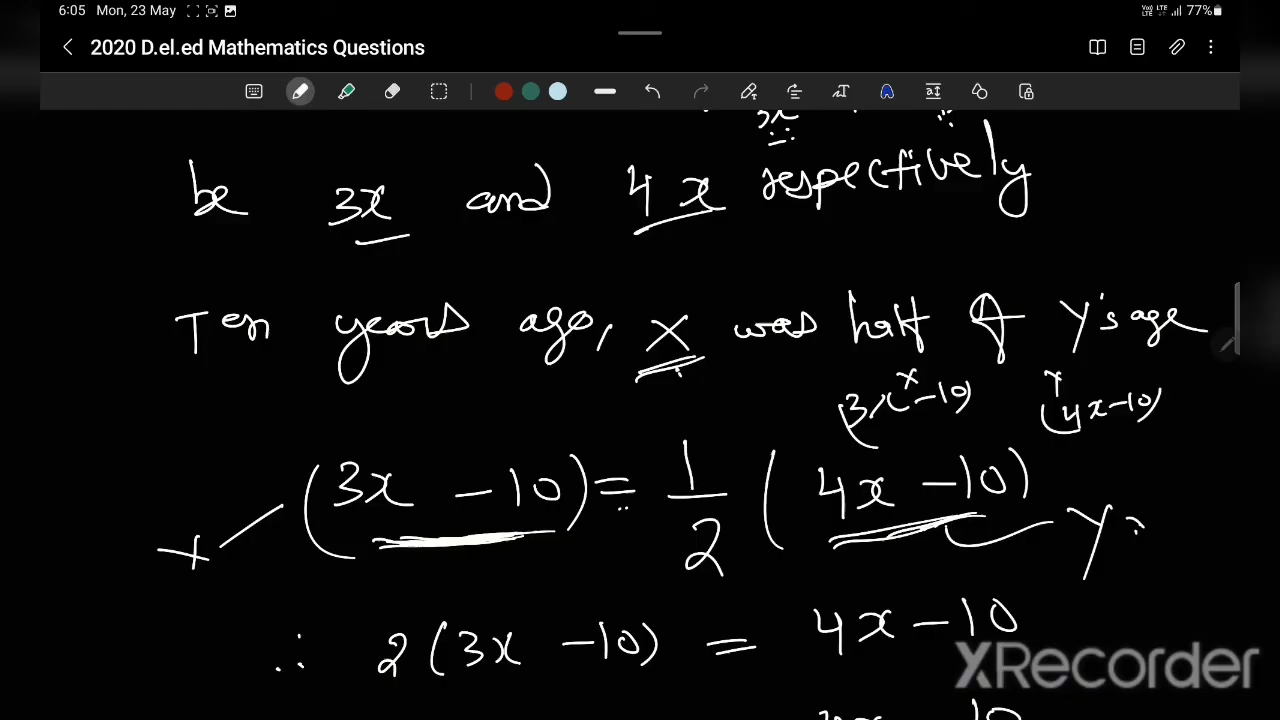 6:05 Mon, 23 May
77%
2020 D.el.ed Mathematics Questions
3x
be 3x and 4x respectively
Ten years ago, X was half of Y's age
(3x-10) (4x-10)
X (3x - 10) = 1/2 (4x - 10) Y
∴ 2(3x - 10) = 4x - 10
XRecorder